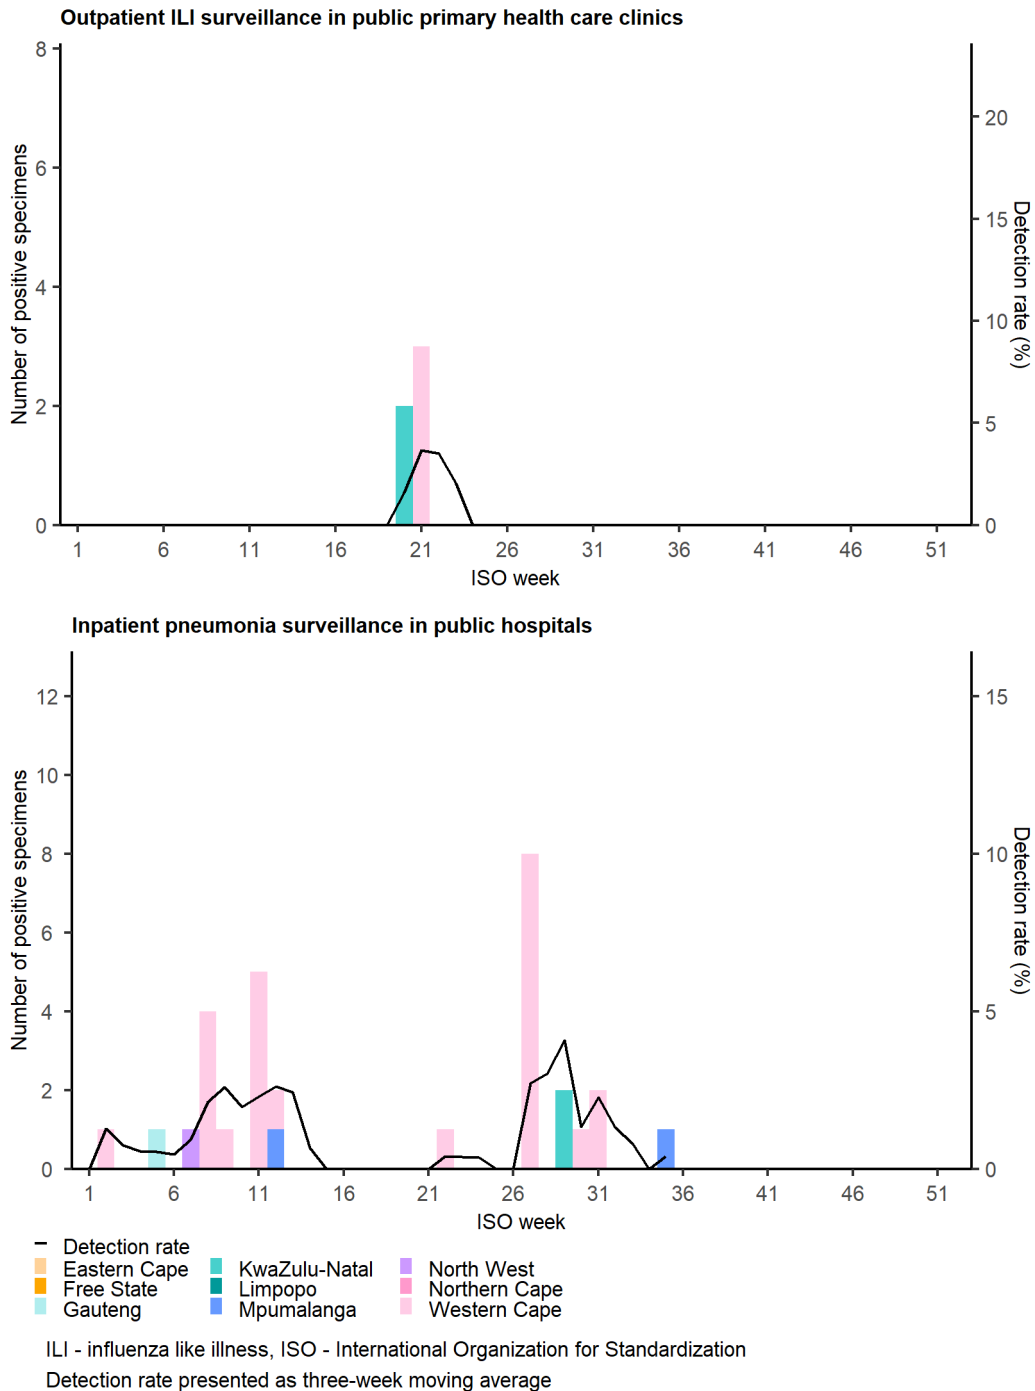 Outpatient ILI surveillance in public primary health care clinics
Number of positive specimens
8
6
4
2
0
20
15
10
5
0
Detection rate (%)
1 6 11 16 21 26 31 36 41 46 51
ISO week
Inpatient pneumonia surveillance in public hospitals
Number of positive specimens
12
10
8
6
4
2
0
15
10
5
0
Detection rate (%)
1 6 11 16 21 26 31 36 41 46 51
ISO week
Detection rate
Eastern Cape KwaZulu-Natal North West
Free State Limpopo Northern Cape
Gauteng Mpumalanga Western Cape
ILI - influenza like illness, ISO - International Organization for Standardization
Detection rate presented as three-week moving average